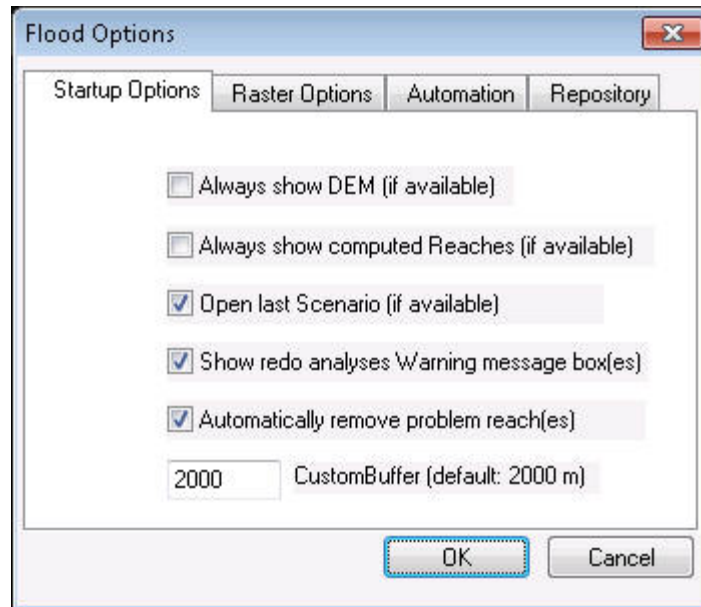 Flood Options
Startup Options Raster Options Automation Repository
Always show DEM (if available)
Always show computed Reaches (if available)
Open last Scenario (if available)
Show redo analyses Warning message box(es)
Automatically remove problem reach(es)
2000 CustomBuffer (default: 2000 m)
OK Cancel